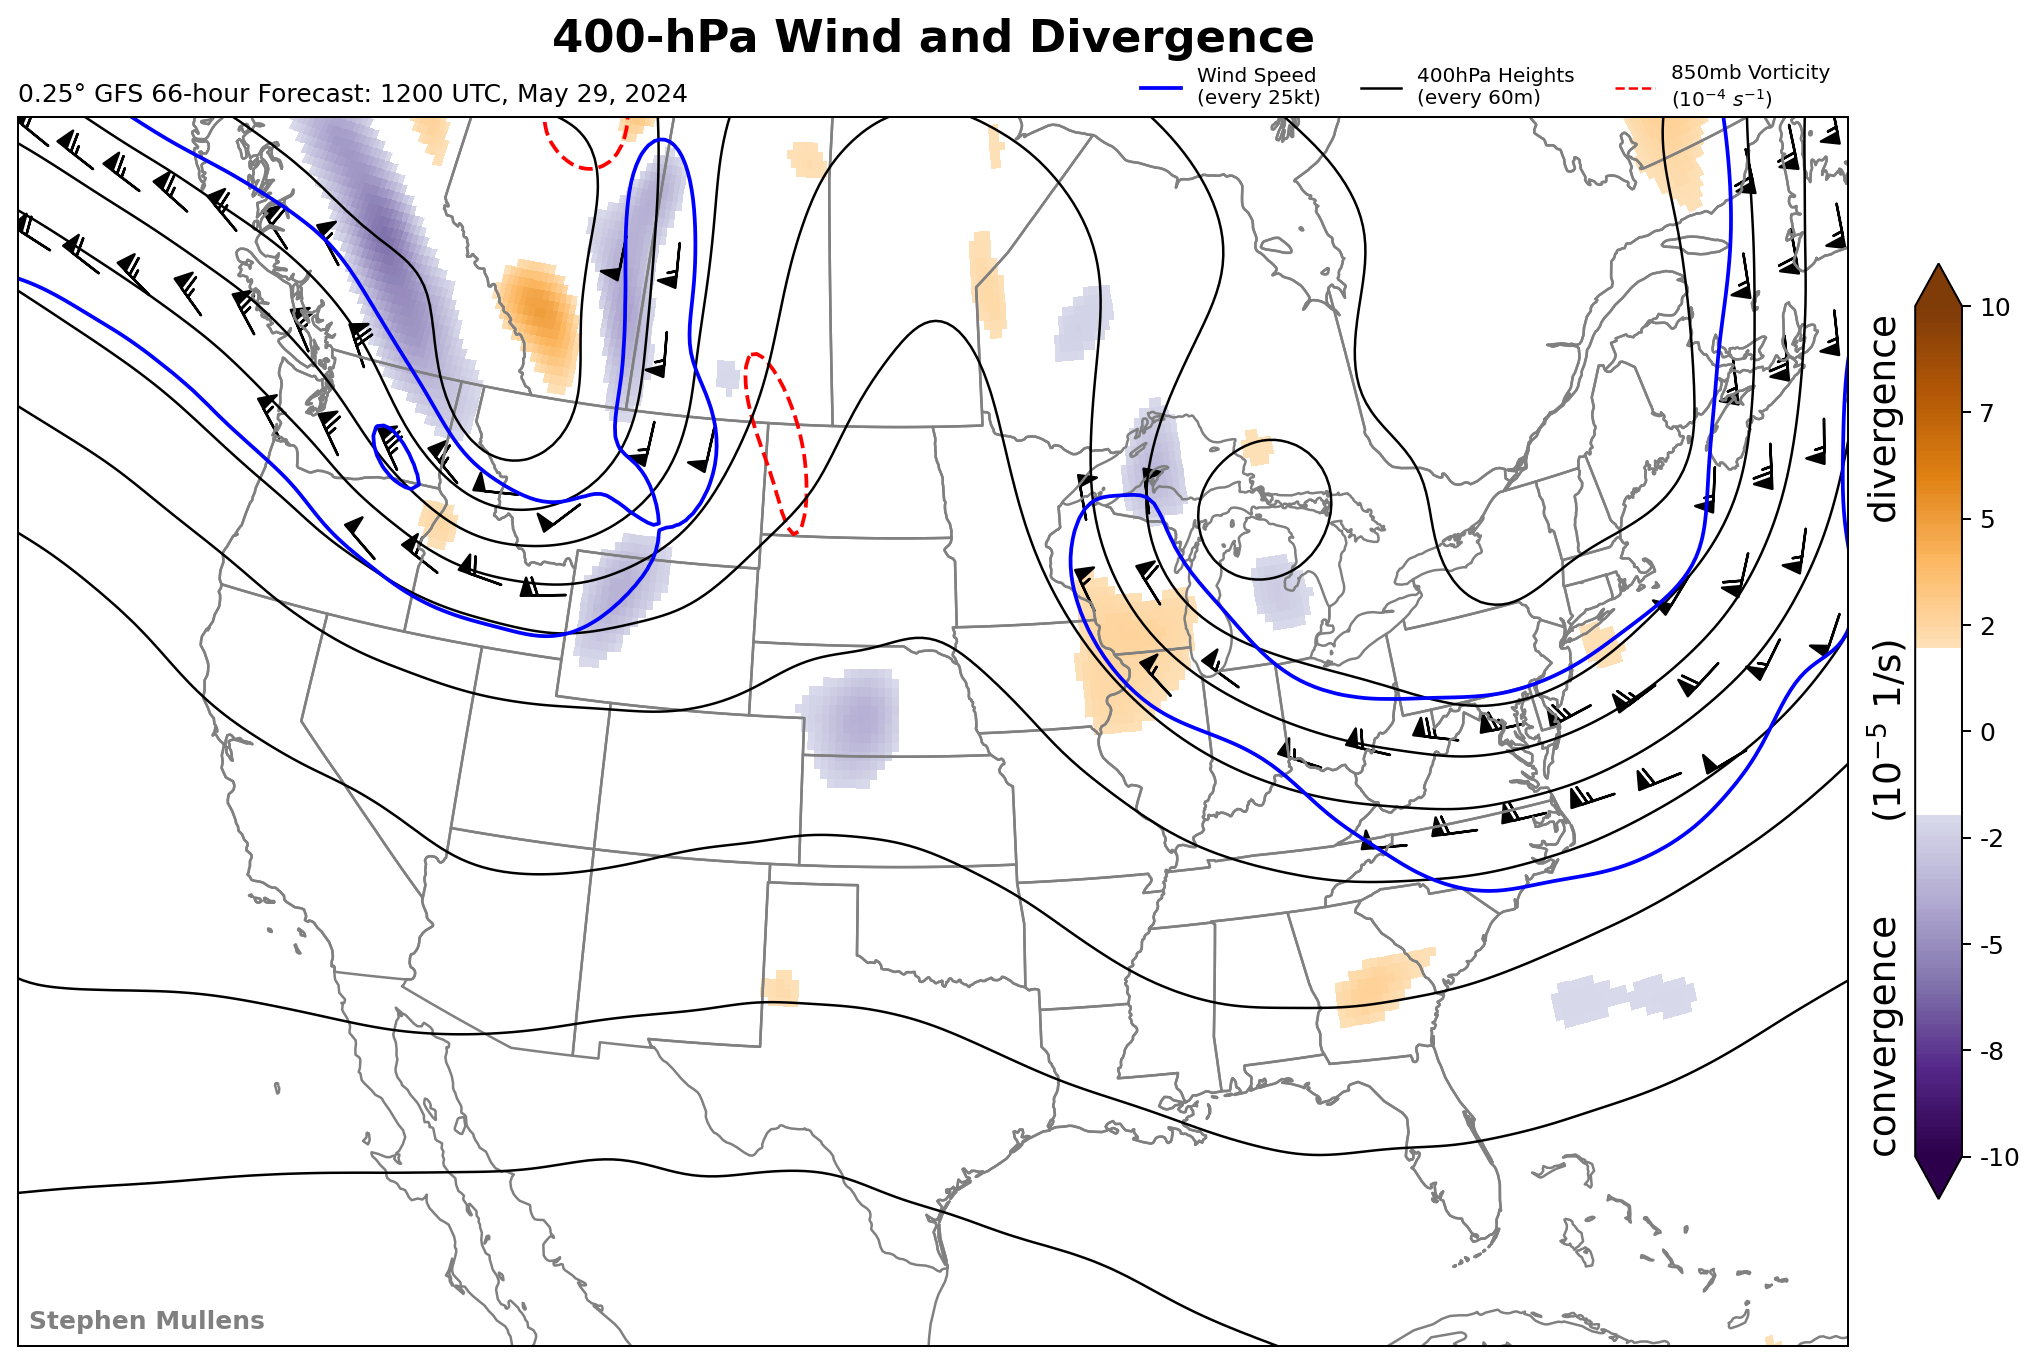 400-hPa Wind and Divergence
0.25° GFS 66-hour Forecast: 1200 UTC, May 29, 2024
Wind Speed
(every 25kt)
400hPa Heights
(every 60m)
850mb Vorticity
(10⁻⁴ s⁻¹)
10
7
5
2
0
-2
-5
-8
-10
convergence (10⁻⁵ 1/s) divergence
Stephen Mullens